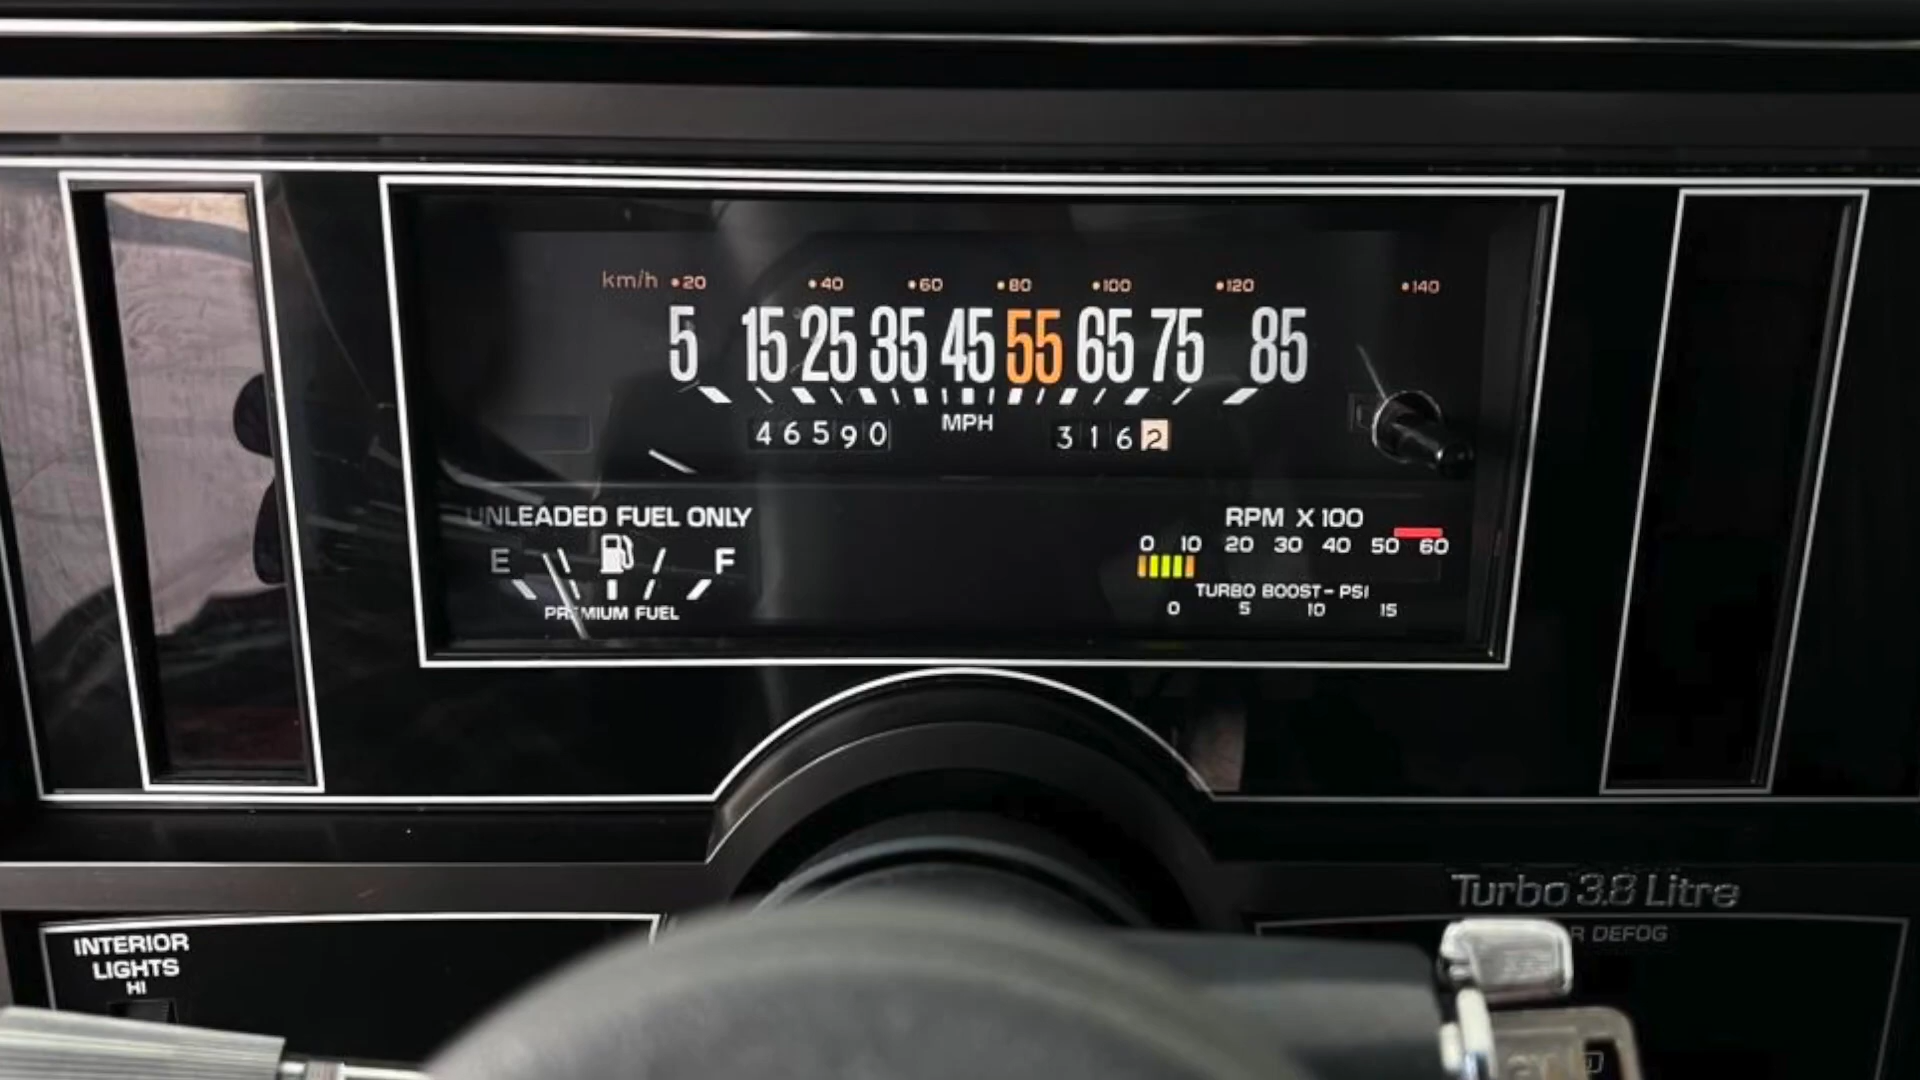 km/h 20 40 60 80 100 120 140
5 15 25 35 45 55 65 75 85
MPH
46590
3162
UNLEADED FUEL ONLY
E F
PREMIUM FUEL
RPM X 100
0 10 20 30 40 50 60
TURBO BOOST - PSI
0 5 10 15
Turbo 3.8 Litre
INTERIOR
LIGHTS
HI
DEFOG